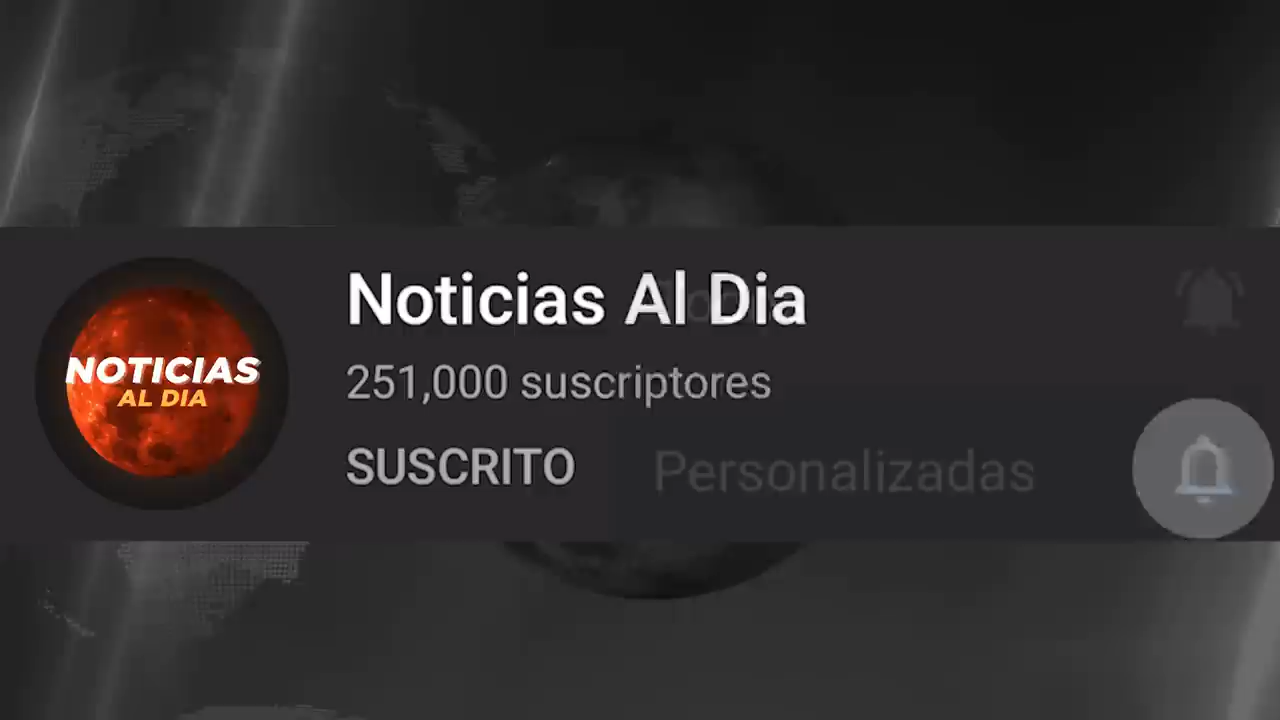 NOTICIAS
AL DIA
Noticias Al Dia
251,000 suscriptores
SUSCRITO
Personalizadas